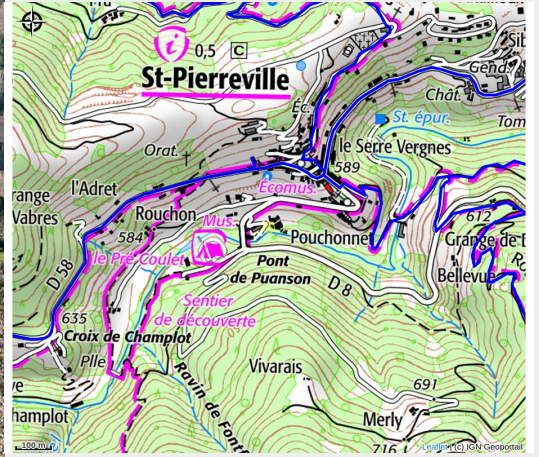 0,5 C
Sib
St-Pierreville
Gend.
Chât.
Éc.
St. épur.
Tom
Orat.
le Serre Vergnes
589
l'Adret
Écomus.
range
Vabres
Rouchon
Mus.
612
584
Pouchonne
Grange de B
le Pré Coulet
Pont
de Puanson
Bellevue
D 58
D 8
Sentier
de découverte
635
Croix de Champlot
Plle
Vivarais
Ravin de Font
691
hamplot
Merly
716
100 m
Leaflet | (c) IGN Geoportail